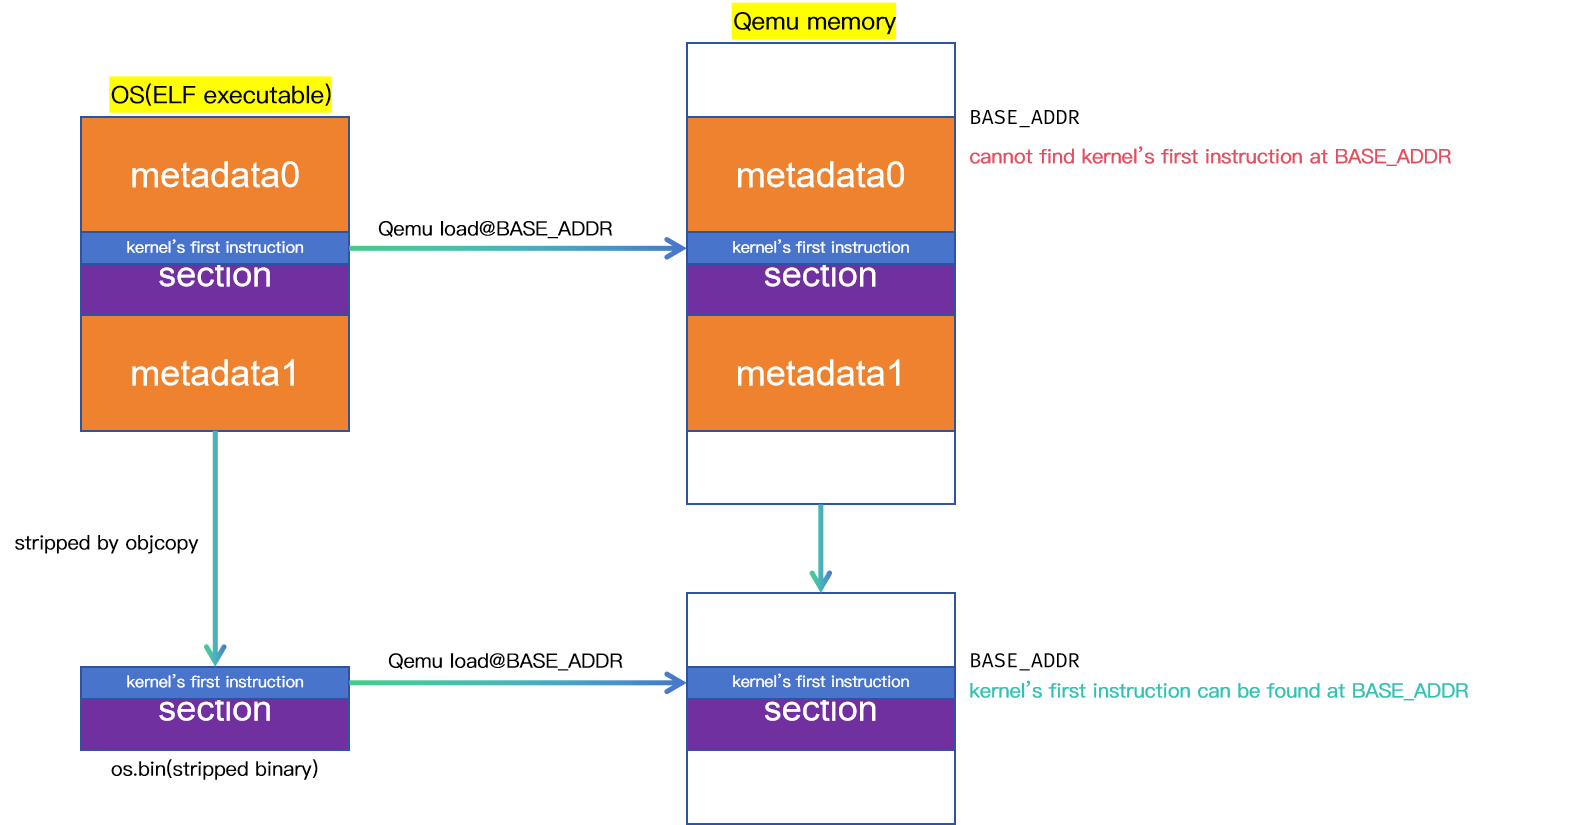 Qemu memory
OS(ELF executable)
BASE_ADDR
cannot find kernel's first instruction at BASE_ADDR
metadata0
metadata0
Qemu load@BASE_ADDR
kernel's first instruction
kernel's first instruction
section
section
metadata1
metadata1
stripped by objcopy
Qemu load@BASE_ADDR
BASE_ADDR
kernel's first instruction
kernel's first instruction
kernel's first instruction can be found at BASE_ADDR
section
section
os.bin(stripped binary)